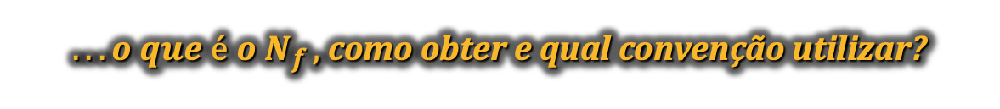 ...o que é o N_f, como obter e qual convenção utilizar?